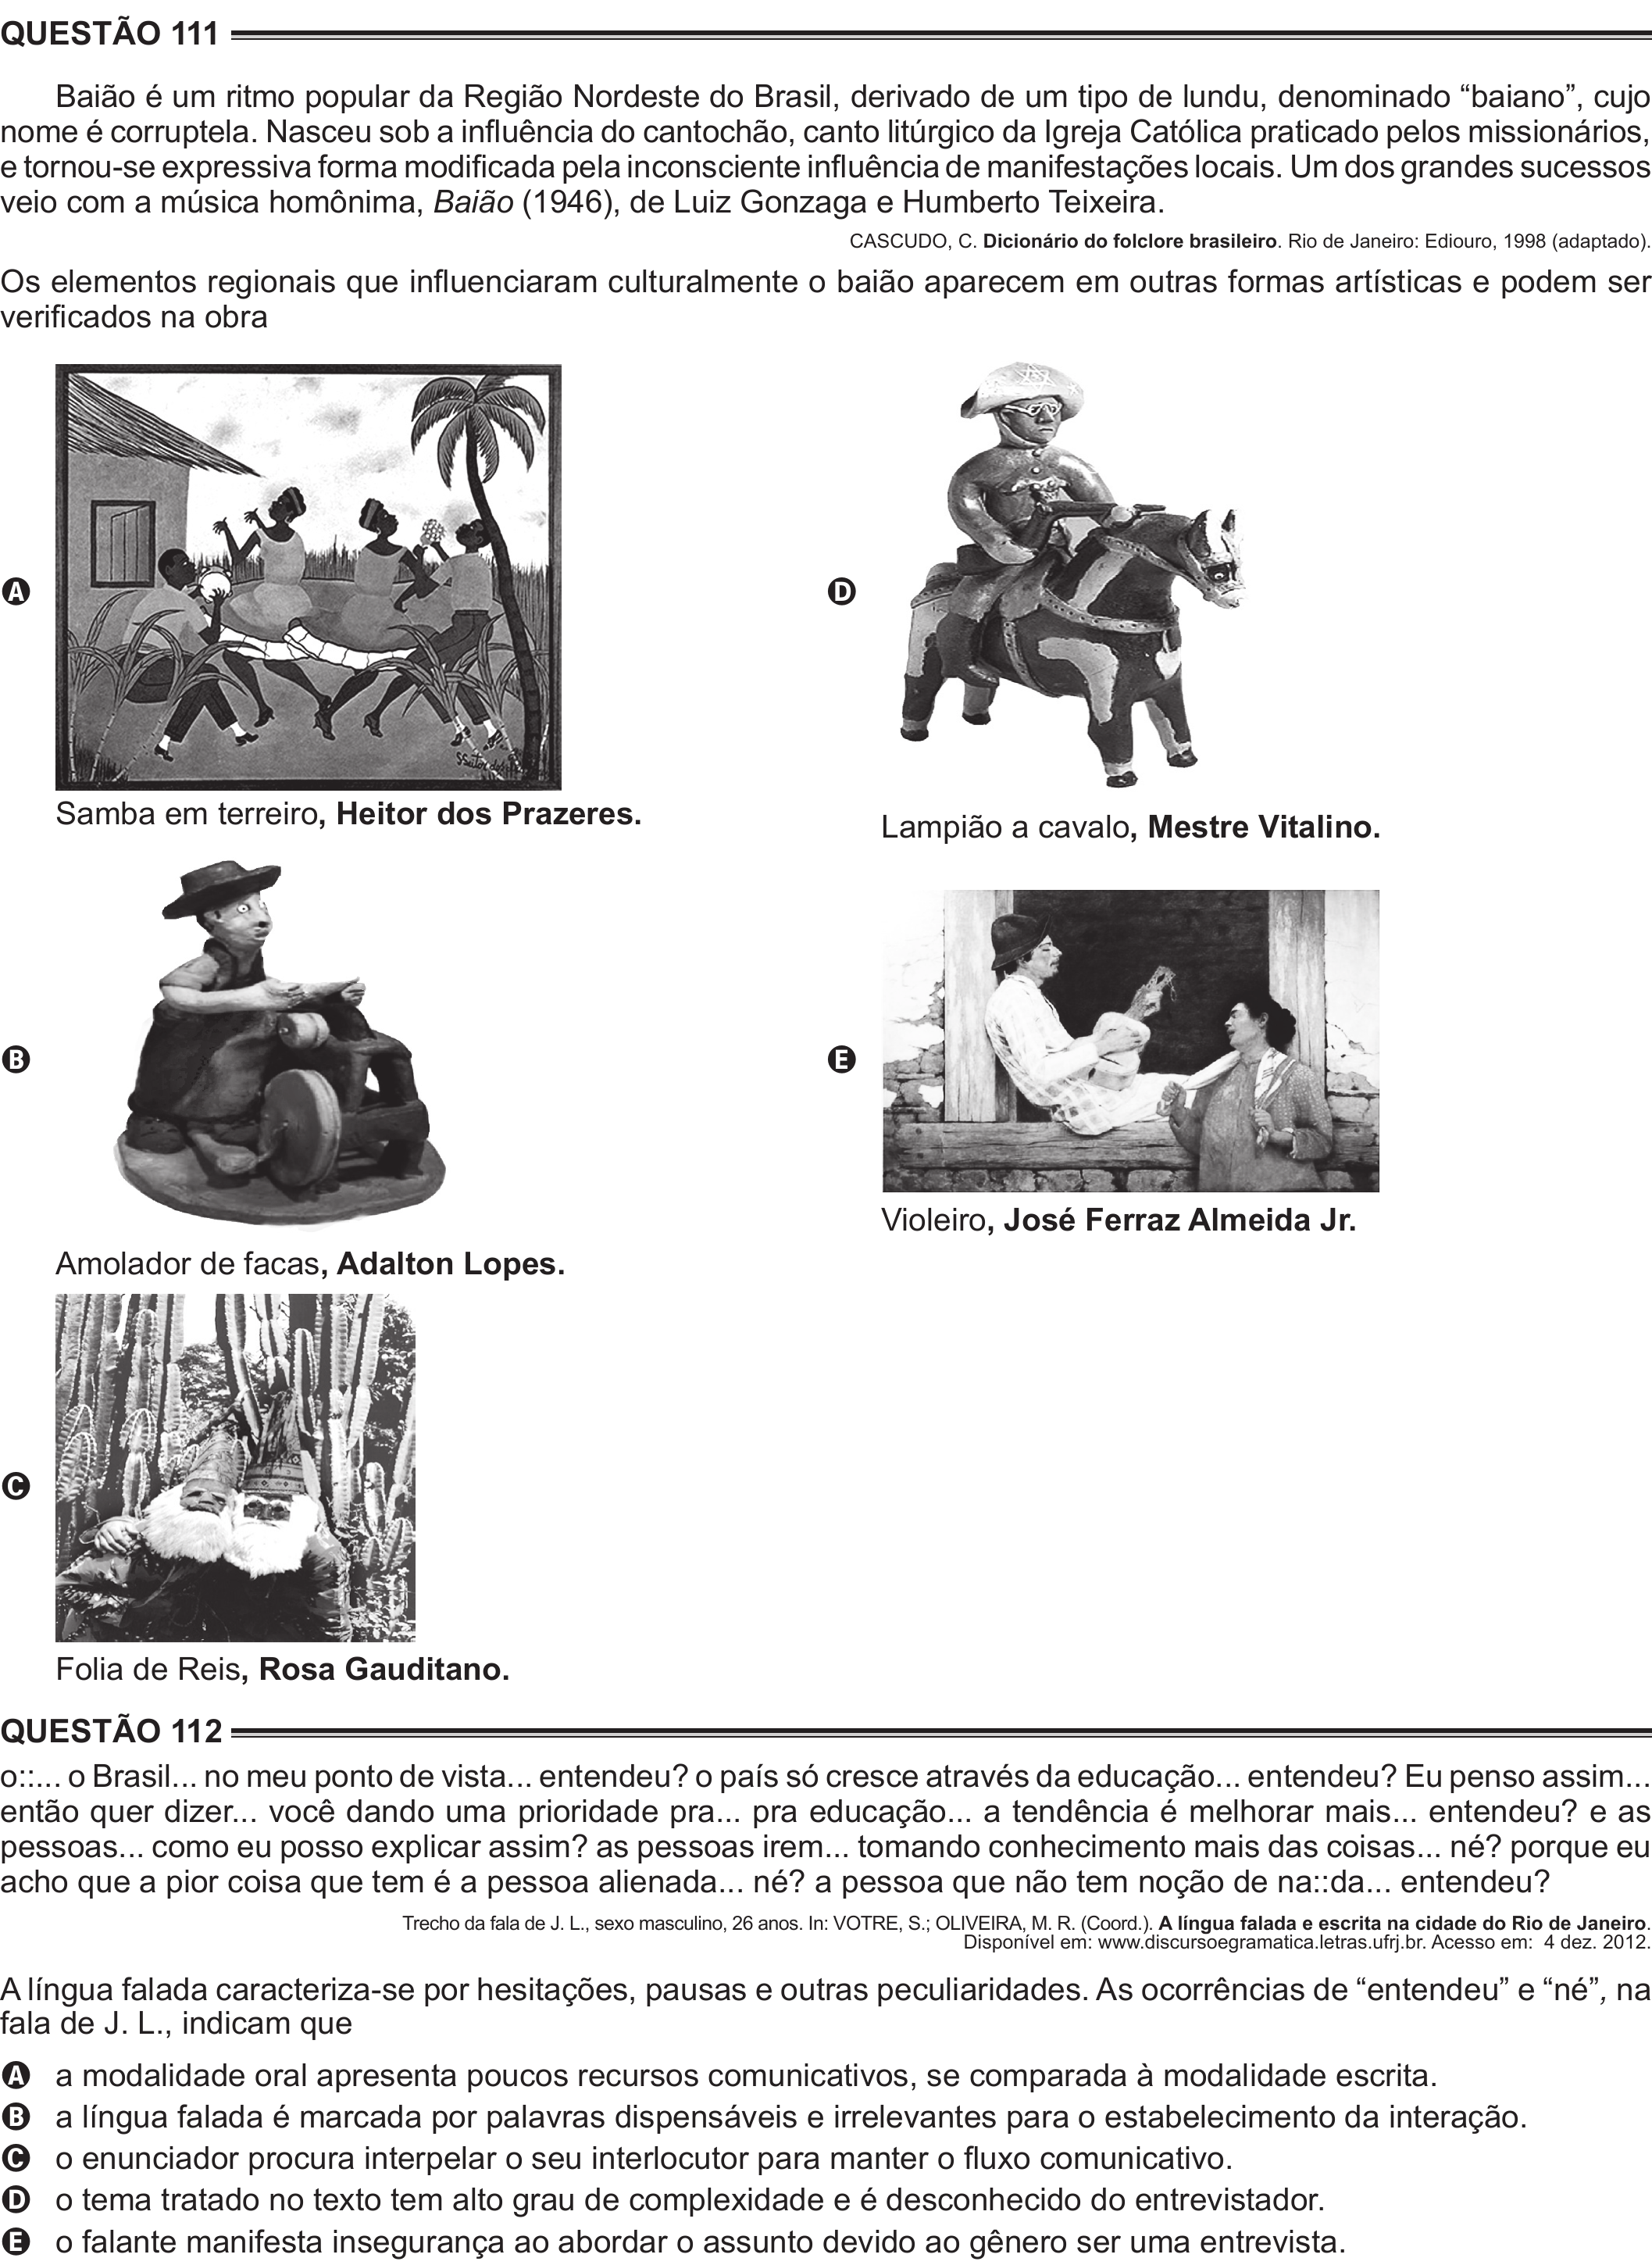 QUESTÃO 111
Baião é um ritmo popular da Região Nordeste do Brasil, derivado de um tipo de lundu, denominado “baiano”, cujo
nome é corruptela. Nasceu sob a influência do cantochão, canto litúrgico da Igreja Católica praticado pelos missionários,
e tornou-se expressiva forma modificada pela inconsciente influência de manifestações locais. Um dos grandes sucessos
veio com a música homônima, Baião (1946), de Luiz Gonzaga e Humberto Teixeira.
CASCUDO, C. Dicionário do folclore brasileiro. Rio de Janeiro: Ediouro, 1998 (adaptado).
Os elementos regionais que influenciaram culturalmente o baião aparecem em outras formas artísticas e podem ser
verificados na obra
A
Samba em terreiro, Heitor dos Prazeres.
B
Amolador de facas, Adalton Lopes.
C
Folia de Reis, Rosa Gauditano.
D
Lampião a cavalo, Mestre Vitalino.
E
Violeiro, José Ferraz Almeida Jr.
QUESTÃO 112
o::... o Brasil... no meu ponto de vista... entendeu? o país só cresce através da educação... entendeu? Eu penso assim...
então quer dizer... você dando uma prioridade pra... pra educação... a tendência é melhorar mais... entendeu? e as
pessoas... como eu posso explicar assim? as pessoas irem... tomando conhecimento mais das coisas... né? porque eu
acho que a pior coisa que tem é a pessoa alienada... né? a pessoa que não tem noção de na::da... entendeu?
Trecho da fala de J. L., sexo masculino, 26 anos. In: VOTRE, S.; OLIVEIRA, M. R. (Coord.). A língua falada e escrita na cidade do Rio de Janeiro.
Disponível em: www.discursoegramatica.letras.ufrj.br. Acesso em: 4 dez. 2012.
A língua falada caracteriza-se por hesitações, pausas e outras peculiaridades. As ocorrências de “entendeu” e “né”, na
fala de J. L., indicam que
A a modalidade oral apresenta poucos recursos comunicativos, se comparada à modalidade escrita.
B a língua falada é marcada por palavras dispensáveis e irrelevantes para o estabelecimento da interação.
C o enunciador procura interpelar o seu interlocutor para manter o fluxo comunicativo.
D o tema tratado no texto tem alto grau de complexidade e é desconhecido do entrevistador.
E o falante manifesta insegurança ao abordar o assunto devido ao gênero ser uma entrevista.